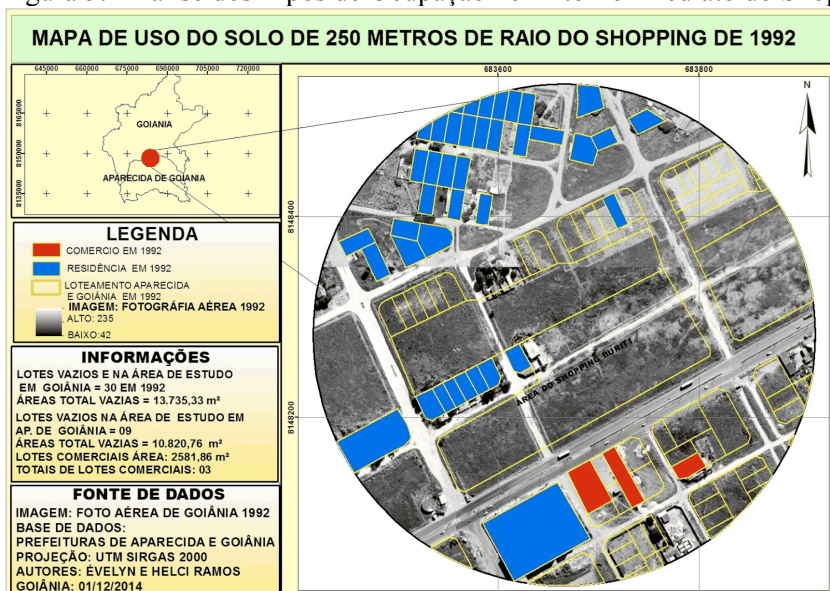 MAPA DE USO DO SOLO DE 250 METROS DE RAIO DO SHOPPING DE 1992
645000 660000 675000 690000 705000 720000
8165000
8150000
8135000
GOIANIA
APARECIDA DE GOIANIA
683600 683800
8148400
8148200
N
ÁREA DO SHOPPING BURITI
LEGENDA
COMERCIO EM 1992
RESIDÊNCIA EM 1992
LOTEAMENTO APARECIDA
E GOIÂNIA EM 1992
IMAGEM: FOTOGRÁFIA AÉREA 1992
ALTO: 235
BAIXO:42
INFORMAÇÕES
LOTES VAZIOS E NA ÁREA DE ESTUDO
EM GOIÂNIA = 30 EM 1992
ÁREAS TOTAL VAZIAS = 13.735,33 m²
LOTES VAZIOS NA ÁREA DE ESTUDO EM
AP. DE GOIÂNIA = 09
ÁREAS TOTAL VAZIAS = 10.820,76 m²
LOTES COMERCIAIS ÁREA: 2581,86 m²
TOTAIS DE LOTES COMERCIAIS: 03
FONTE DE DADOS
IMAGEM: FOTO AÉREA DE GOIÂNIA 1992
BASE DE DADOS:
PREFEITURAS DE APARECIDA E GOIÂNIA
PROJEÇÃO: UTM SIRGAS 2000
AUTORES: ÉVELYN E HELCI RAMOS
GOIÂNIA: 01/12/2014